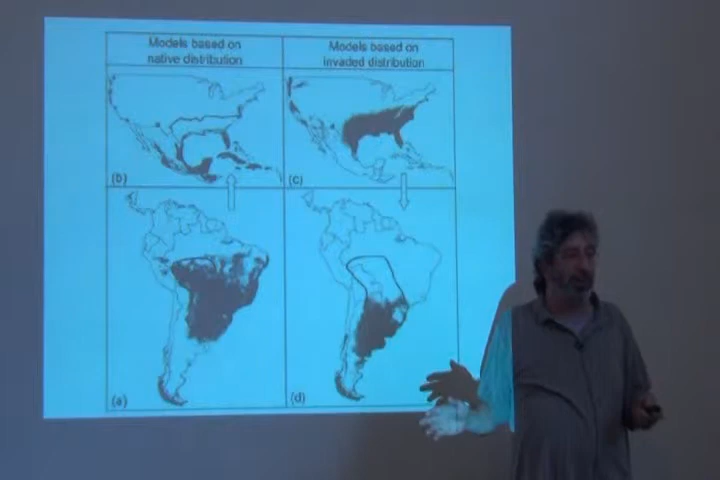 Models based on
native distribution
Models based on
invaded distribution
(b)
(c)
(a)
(d)